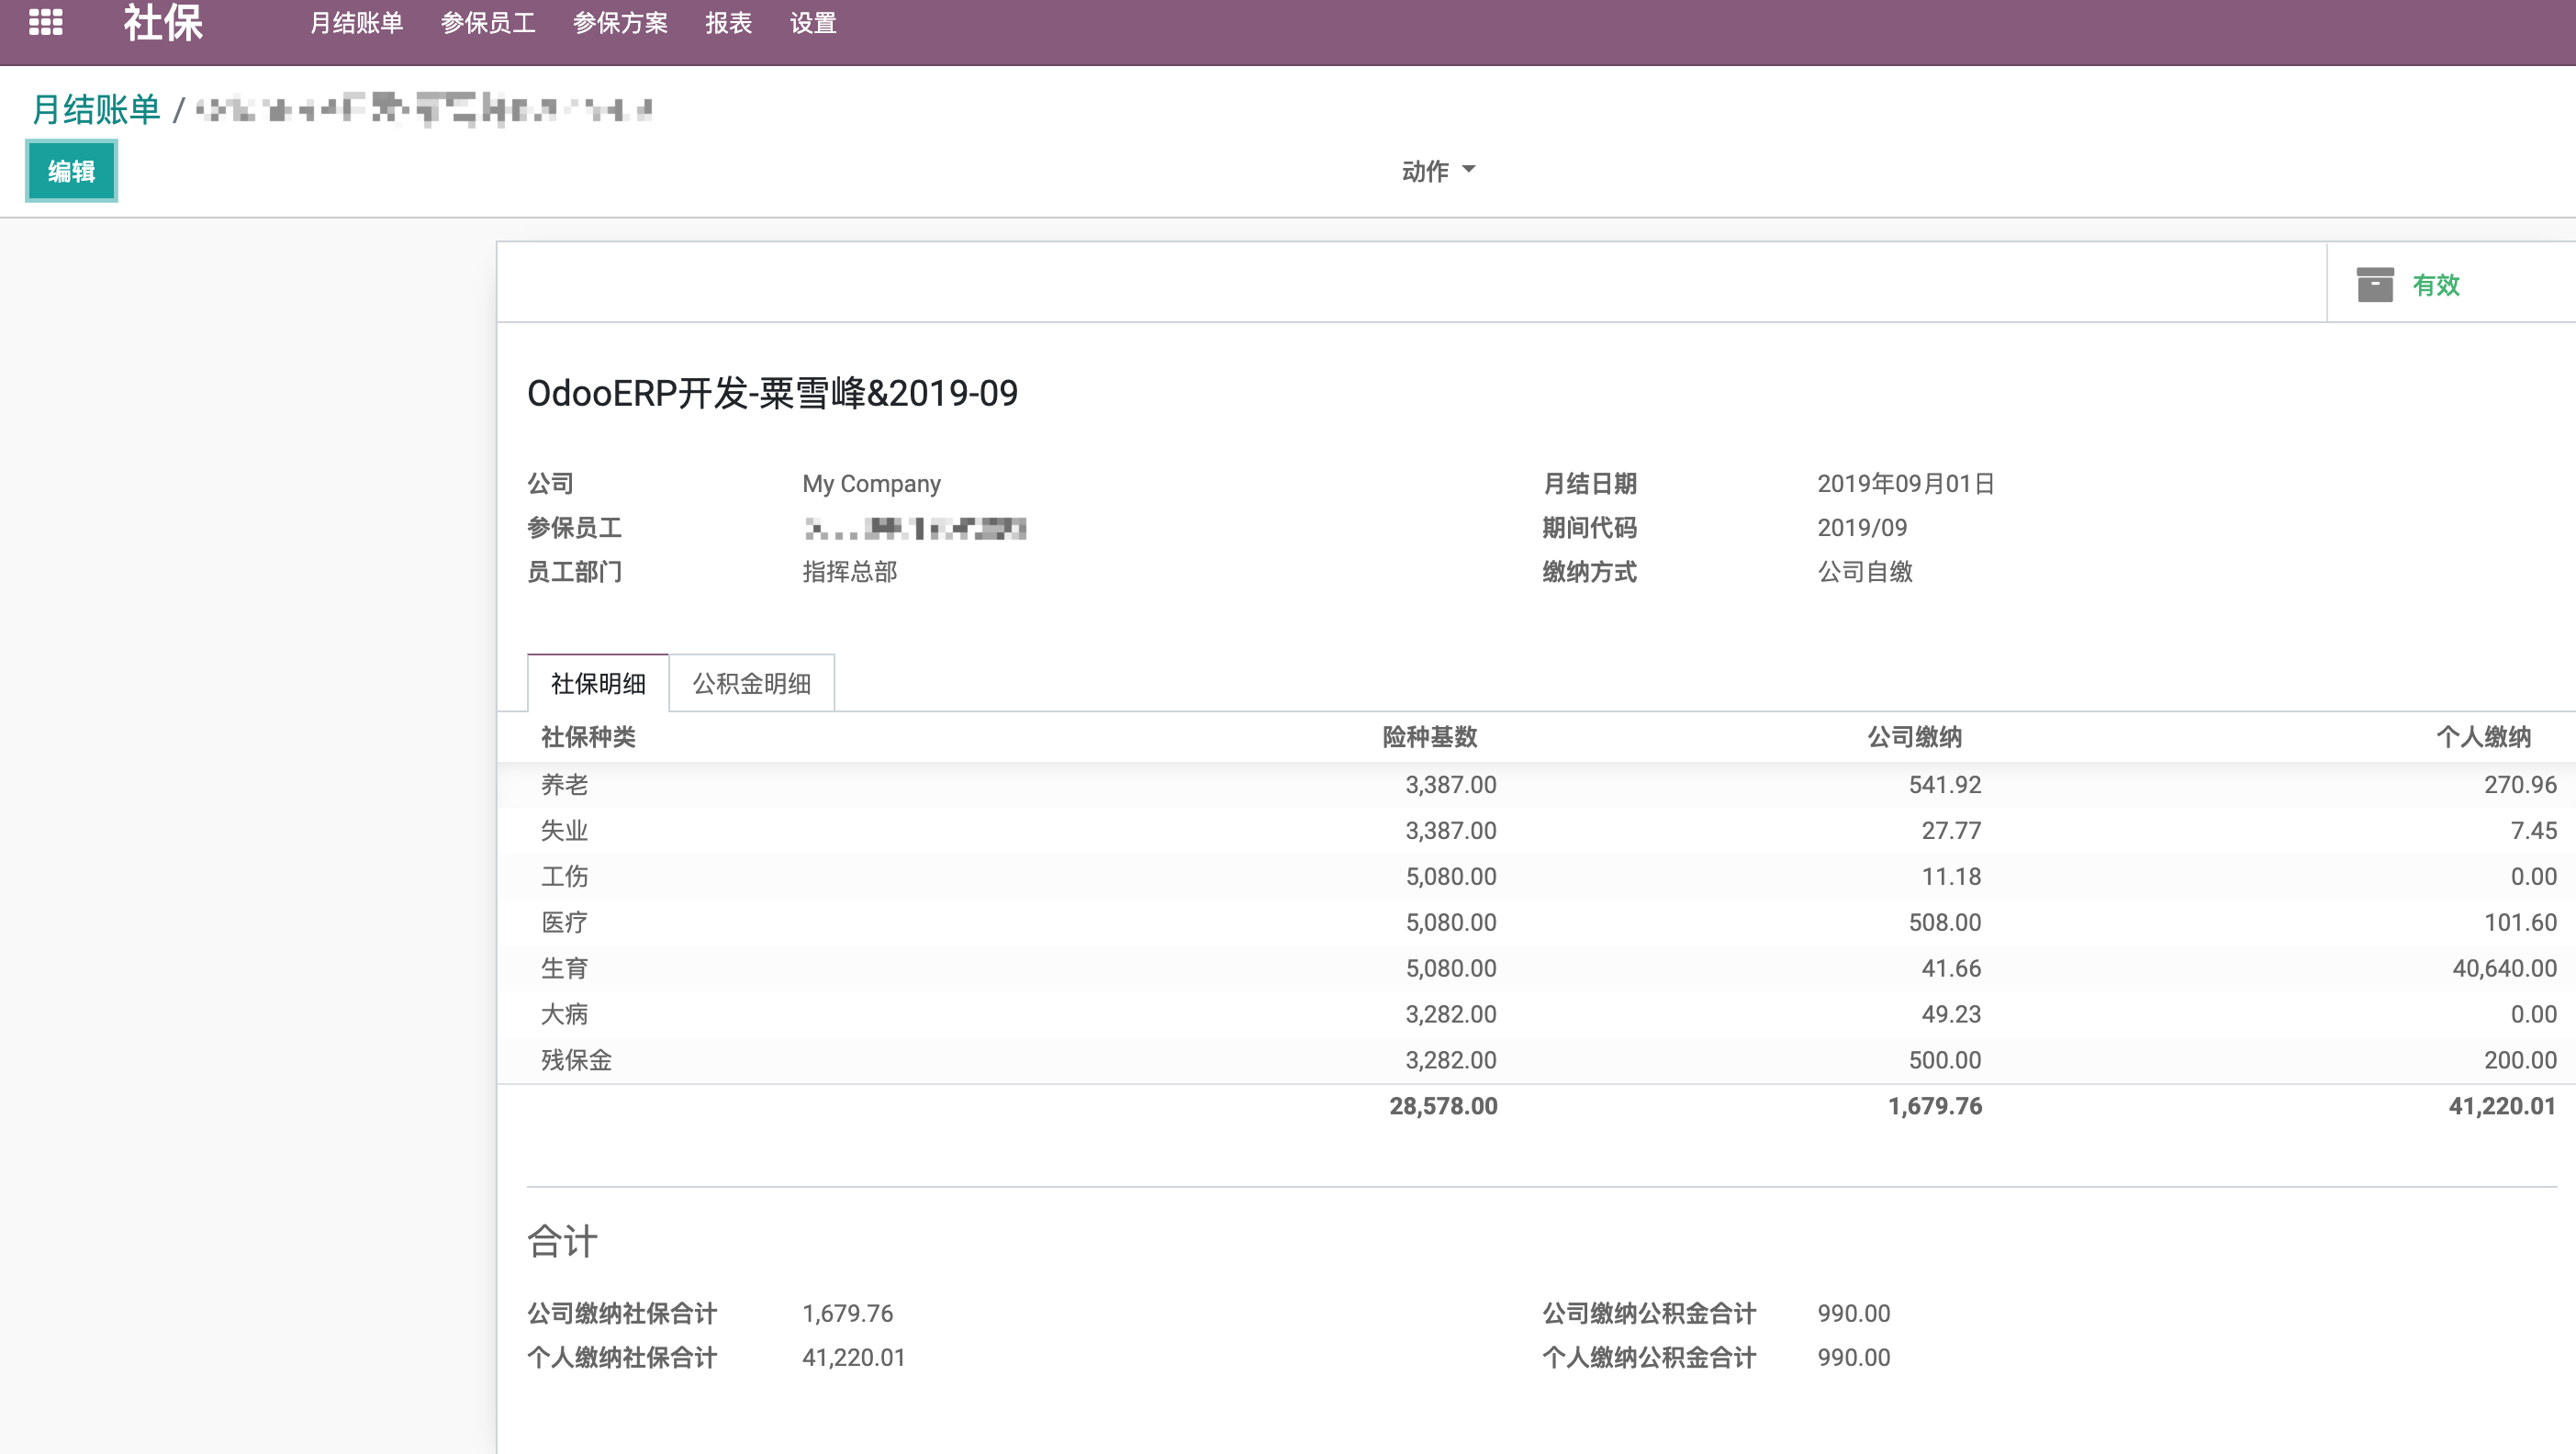 社保 月结账单 参保员工 参保方案 报表 设置
月结账单 /
编辑 动作
有效
OdooERP开发-粟雪峰&2019-09
公司 My Company 月结日期 2019年09月01日
参保员工 期间代码 2019/09
员工部门 指挥总部 缴纳方式 公司自缴
社保明细 公积金明细
社保种类 险种基数 公司缴纳 个人缴纳
养老 3,387.00 541.92 270.96
失业 3,387.00 27.77 7.45
工伤 5,080.00 11.18 0.00
医疗 5,080.00 508.00 101.60
生育 5,080.00 41.66 40,640.00
大病 3,282.00 49.23 0.00
残保金 3,282.00 500.00 200.00
28,578.00 1,679.76 41,220.01
合计
公司缴纳社保合计 1,679.76 公司缴纳公积金合计 990.00
个人缴纳社保合计 41,220.01 个人缴纳公积金合计 990.00